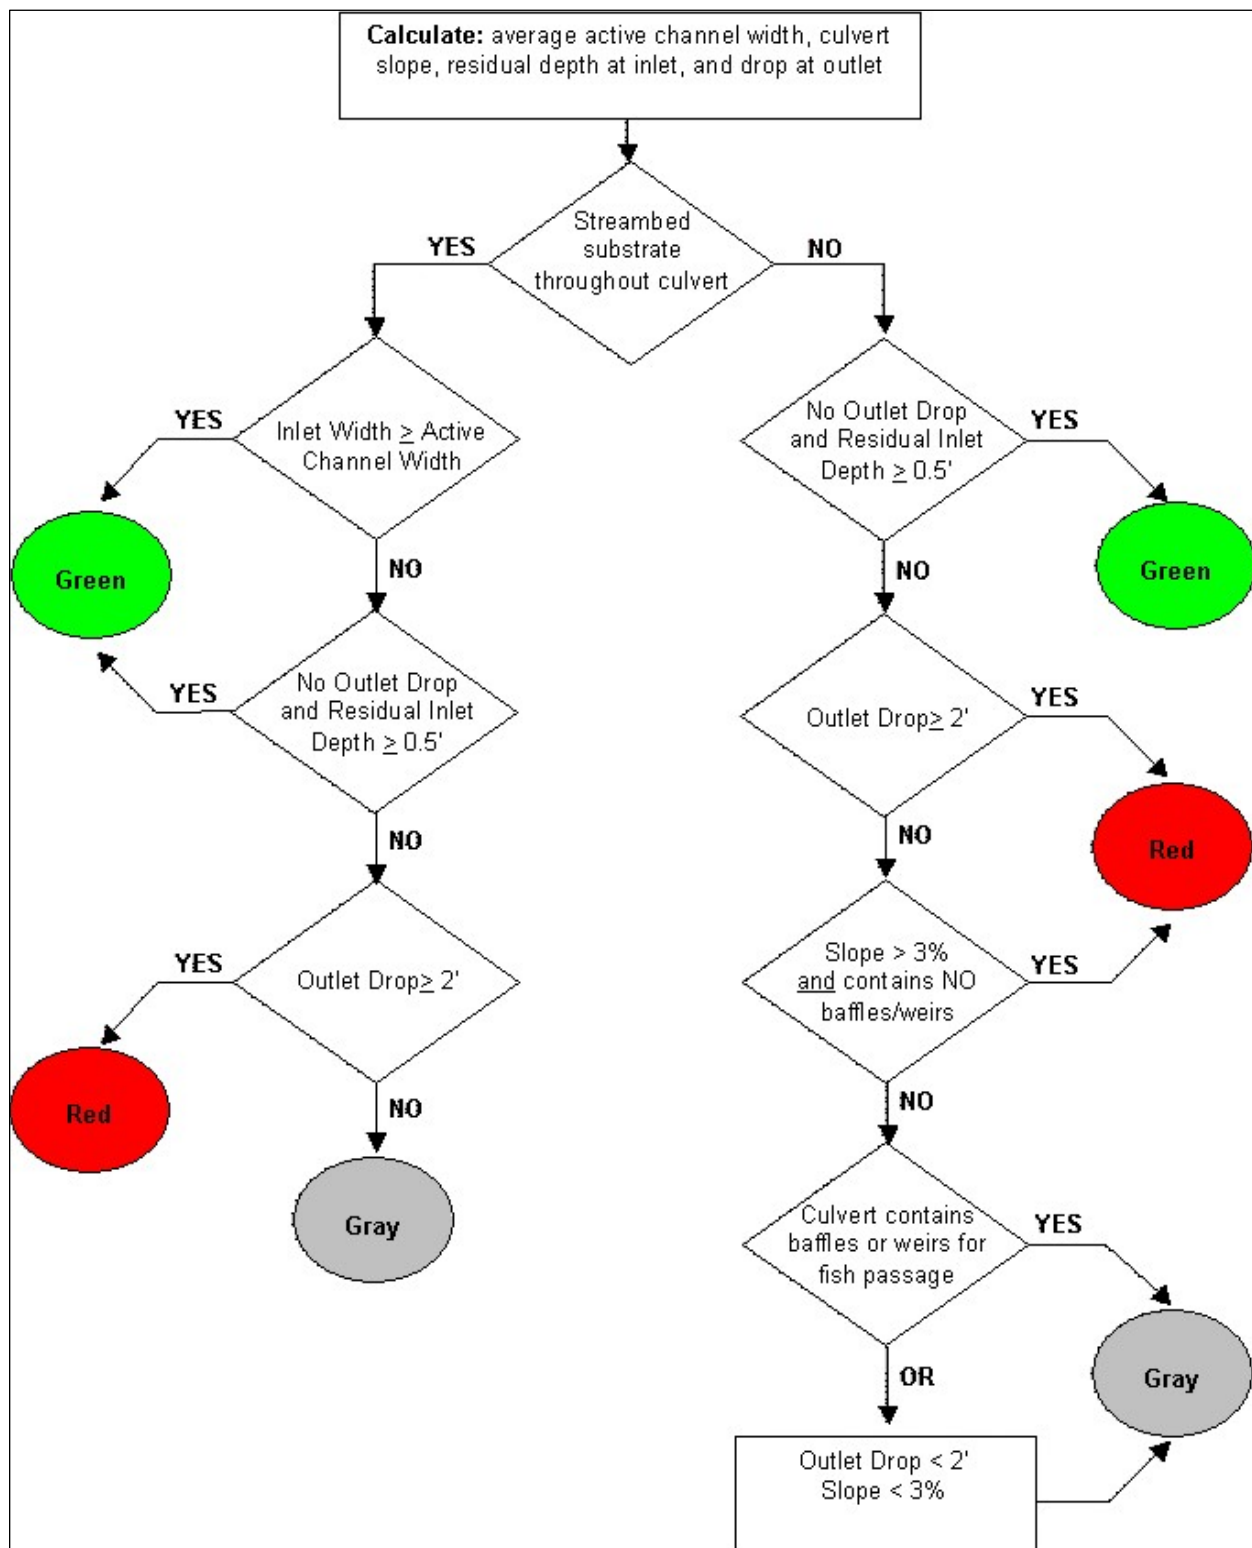 Calculate: average active channel width, culvert
slope, residual depth at inlet, and drop at outlet
Streambed
substrate
throughout culvert
YES
NO
Inlet Width ≥ Active
Channel Width
YES
NO
Green
No Outlet Drop
and Residual Inlet
Depth ≥ 0.5'
YES
NO
Outlet Drop≥ 2'
YES
NO
Red
Gray
No Outlet Drop
and Residual Inlet
Depth ≥ 0.5'
YES
NO
Green
Outlet Drop≥ 2'
YES
NO
Red
Slope > 3%
and contains NO
baffles/weirs
YES
NO
Culvert contains
baffles or weirs for
fish passage
YES
OR
Gray
Outlet Drop < 2'
Slope < 3%